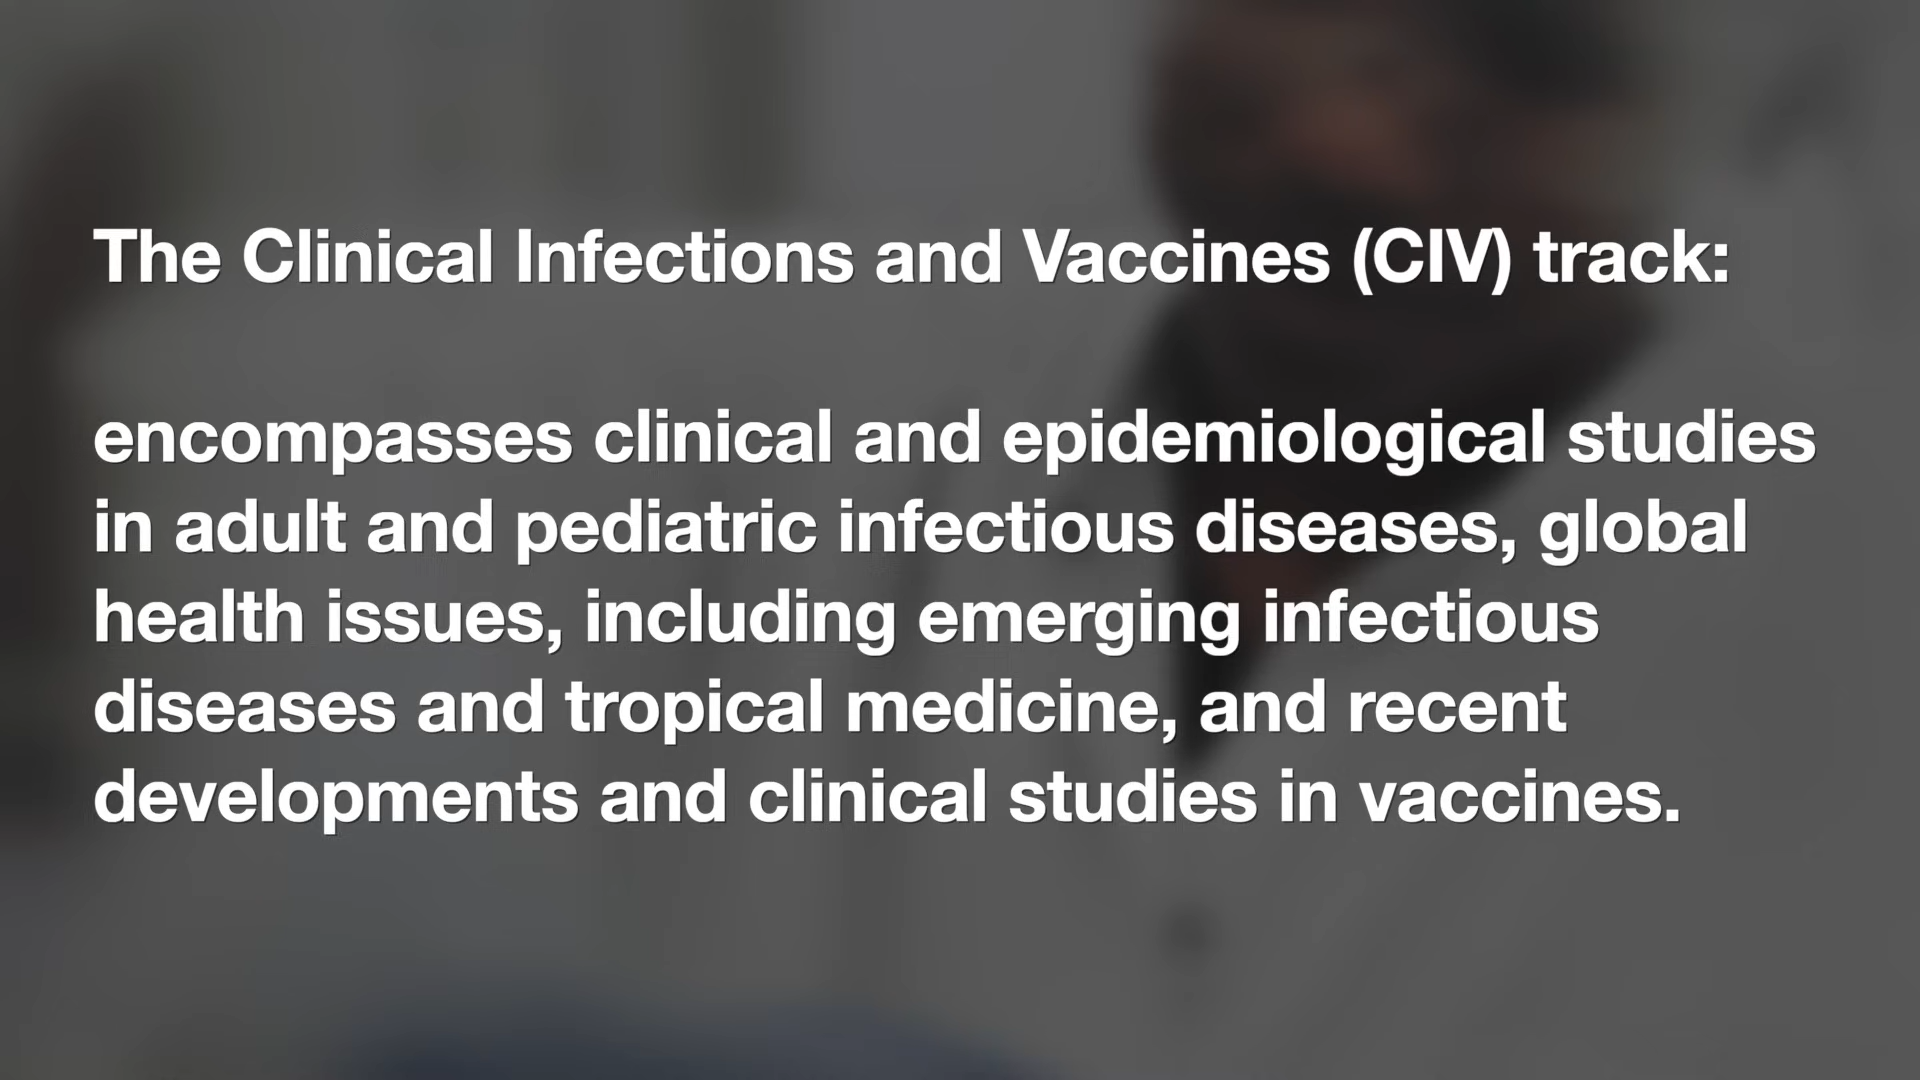 The Clinical Infections and Vaccines (CIV) track:
encompasses clinical and epidemiological studies
in adult and pediatric infectious diseases, global
health issues, including emerging infectious
diseases and tropical medicine, and recent
developments and clinical studies in vaccines.